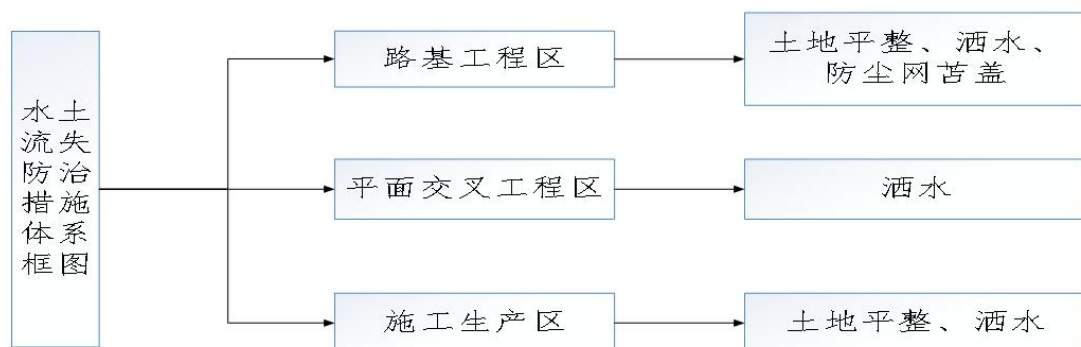 水土
流失
防治
措施
体系
框图
路基工程区
土地平整、洒水、
防尘网苫盖
平面交叉工程区
洒水
施工生产区
土地平整、洒水